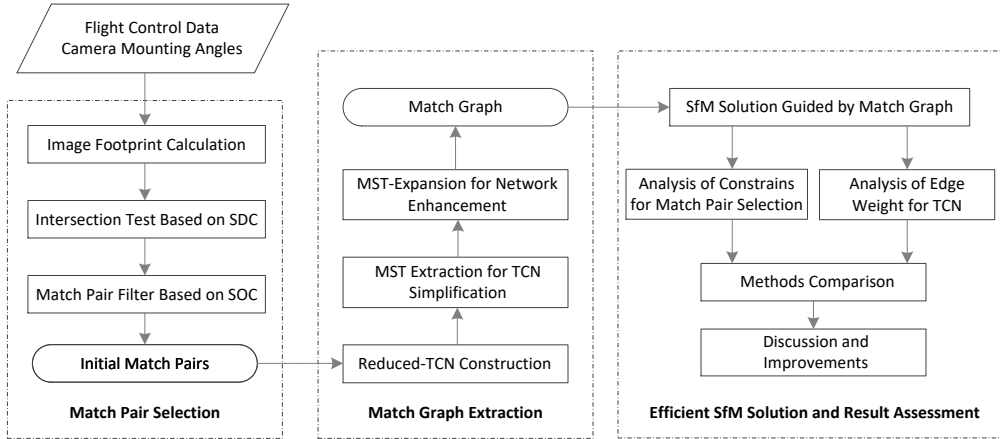 Flight Control Data
Camera Mounting Angles
Image Footprint Calculation
Intersection Test Based on SDC
Match Pair Filter Based on SOC
Initial Match Pairs
Match Pair Selection
Match Graph
MST-Expansion for Network
Enhancement
MST Extraction for TCN
Simplification
Reduced-TCN Construction
Match Graph Extraction
SfM Solution Guided by Match Graph
Analysis of Constrains
for Match Pair Selection
Analysis of Edge
Weight for TCN
Methods Comparison
Discussion and
Improvements
Efficient SfM Solution and Result Assessment